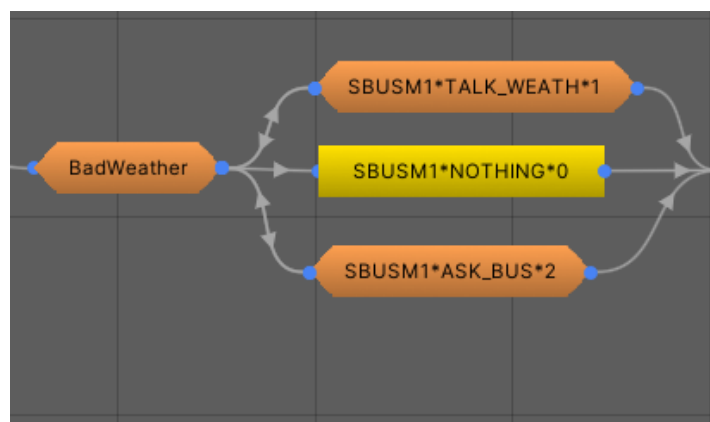 BadWeather
SBUSM1*TALK_WEATH*1
SBUSM1*NOTHING*0
SBUSM1*ASK_BUS*2